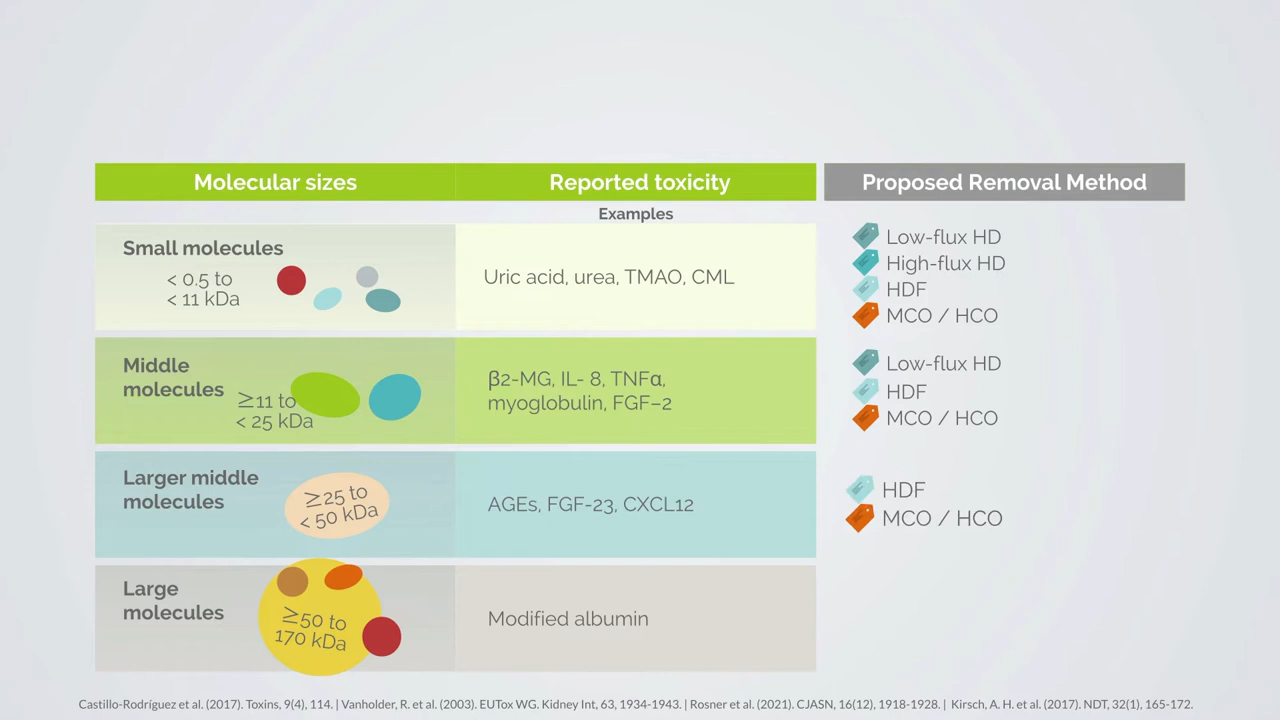 Molecular sizes
Reported toxicity
Proposed Removal Method
Examples
Small molecules
< 0.5 to
< 11 kDa
Uric acid, urea, TMAO, CML
Low-flux HD
High-flux HD
HDF
MCO / HCO
Middle
molecules
≥11 to
< 25 kDa
β2-MG, IL- 8, TNFα,
myoglobulin, FGF–2
Low-flux HD
HDF
MCO / HCO
Larger middle
molecules
≥25 to
< 50 kDa
AGEs, FGF-23, CXCL12
HDF
MCO / HCO
Large
molecules
≥50 to
170 kDa
Modified albumin
Castillo-Rodríguez et al. (2017). Toxins, 9(4), 114. | Vanholder, R. et al. (2003). EUTox WG. Kidney Int, 63, 1934-1943. | Rosner et al. (2021). CJASN, 16(12), 1918-1928. | Kirsch, A. H. et al. (2017). NDT, 32(1), 165-172.